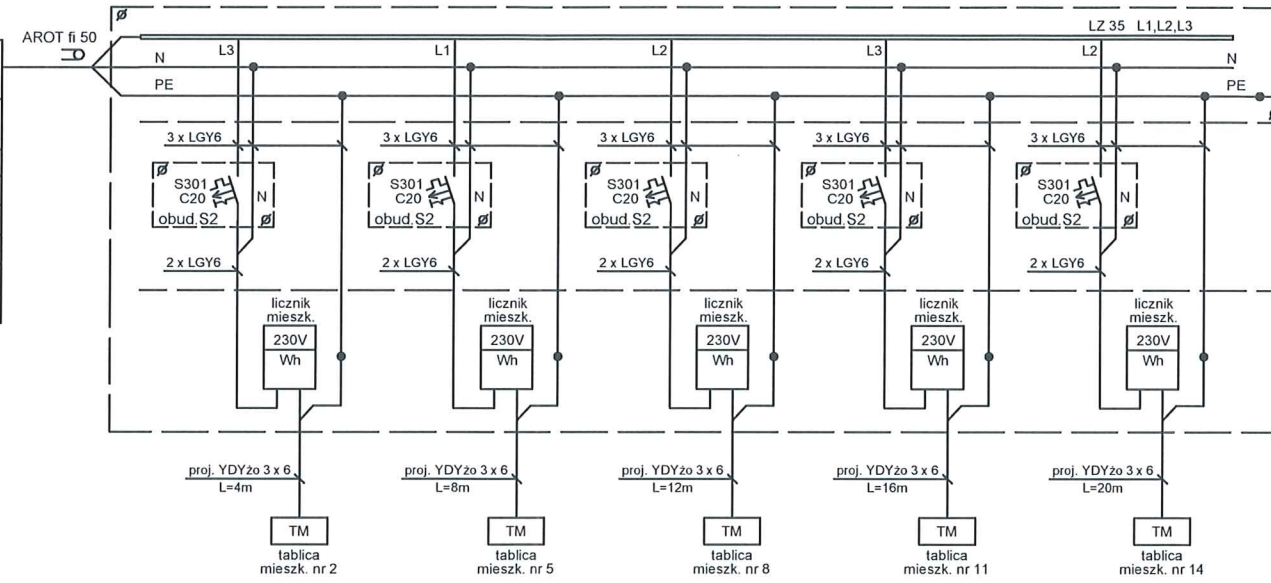 AROT fi 50
LZ 35 L1,L2,L3
L3
L1
L2
L3
L2
N
N
PE
PE
3 x LGY6
3 x LGY6
3 x LGY6
3 x LGY6
3 x LGY6
S301
C20
N
obud.S2
S301
C20
N
obud.S2
S301
C20
N
obud.S2
S301
C20
N
obud.S2
S301
C20
N
obud.S2
2 x LGY6
2 x LGY6
2 x LGY6
2 x LGY6
2 x LGY6
licznik
mieszk.
230V
Wh
licznik
mieszk.
230V
Wh
licznik
mieszk.
230V
Wh
licznik
mieszk.
230V
Wh
licznik
mieszk.
230V
Wh
proj. YDYżo 3 x 6
L=4m
proj. YDYżo 3 x 6
L=8m
proj. YDYżo 3 x 6
L=12m
proj. YDYżo 3 x 6
L=16m
proj. YDYżo 3 x 6
L=20m
TM
tablica
mieszk. nr 2
TM
tablica
mieszk. nr 5
TM
tablica
mieszk. nr 8
TM
tablica
mieszk. nr 11
TM
tablica
mieszk. nr 14